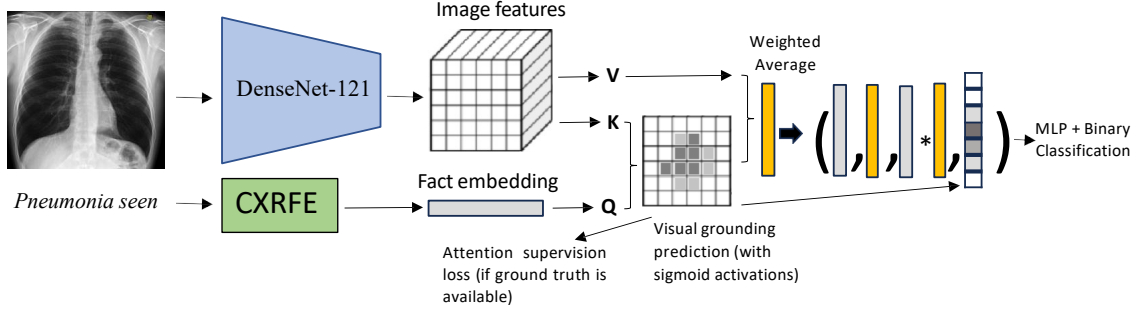 Image features
Weighted
Average
DenseNet-121
V
K
( , , * , )
MLP + Binary
Classification
Pneumonia seen
CXRFE
Fact embedding
Q
Attention supervision
loss (if ground truth is
available)
Visual grounding
prediction (with
sigmoid activations)